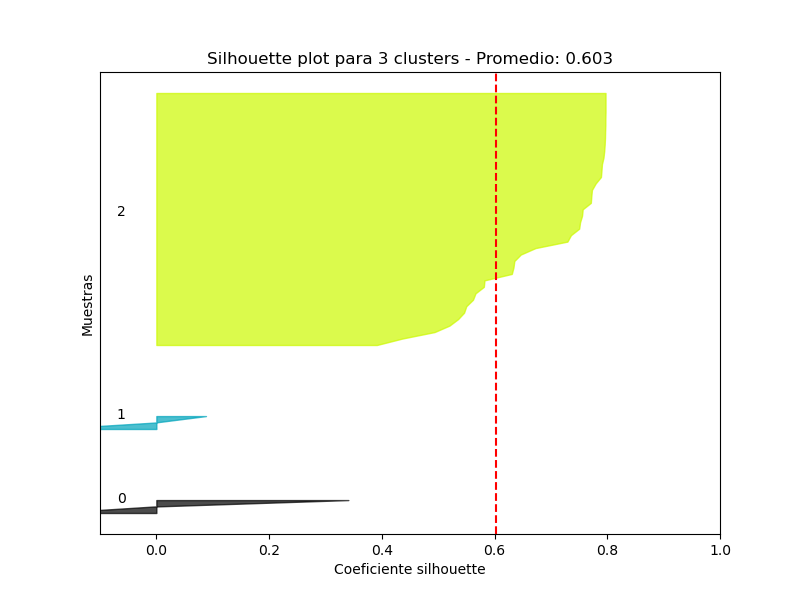 Silhouette plot para 3 clusters - Promedio: 0.603
Muestras
2
1
0
0.0 0.2 0.4 0.6 0.8 1.0
Coeficiente silhouette